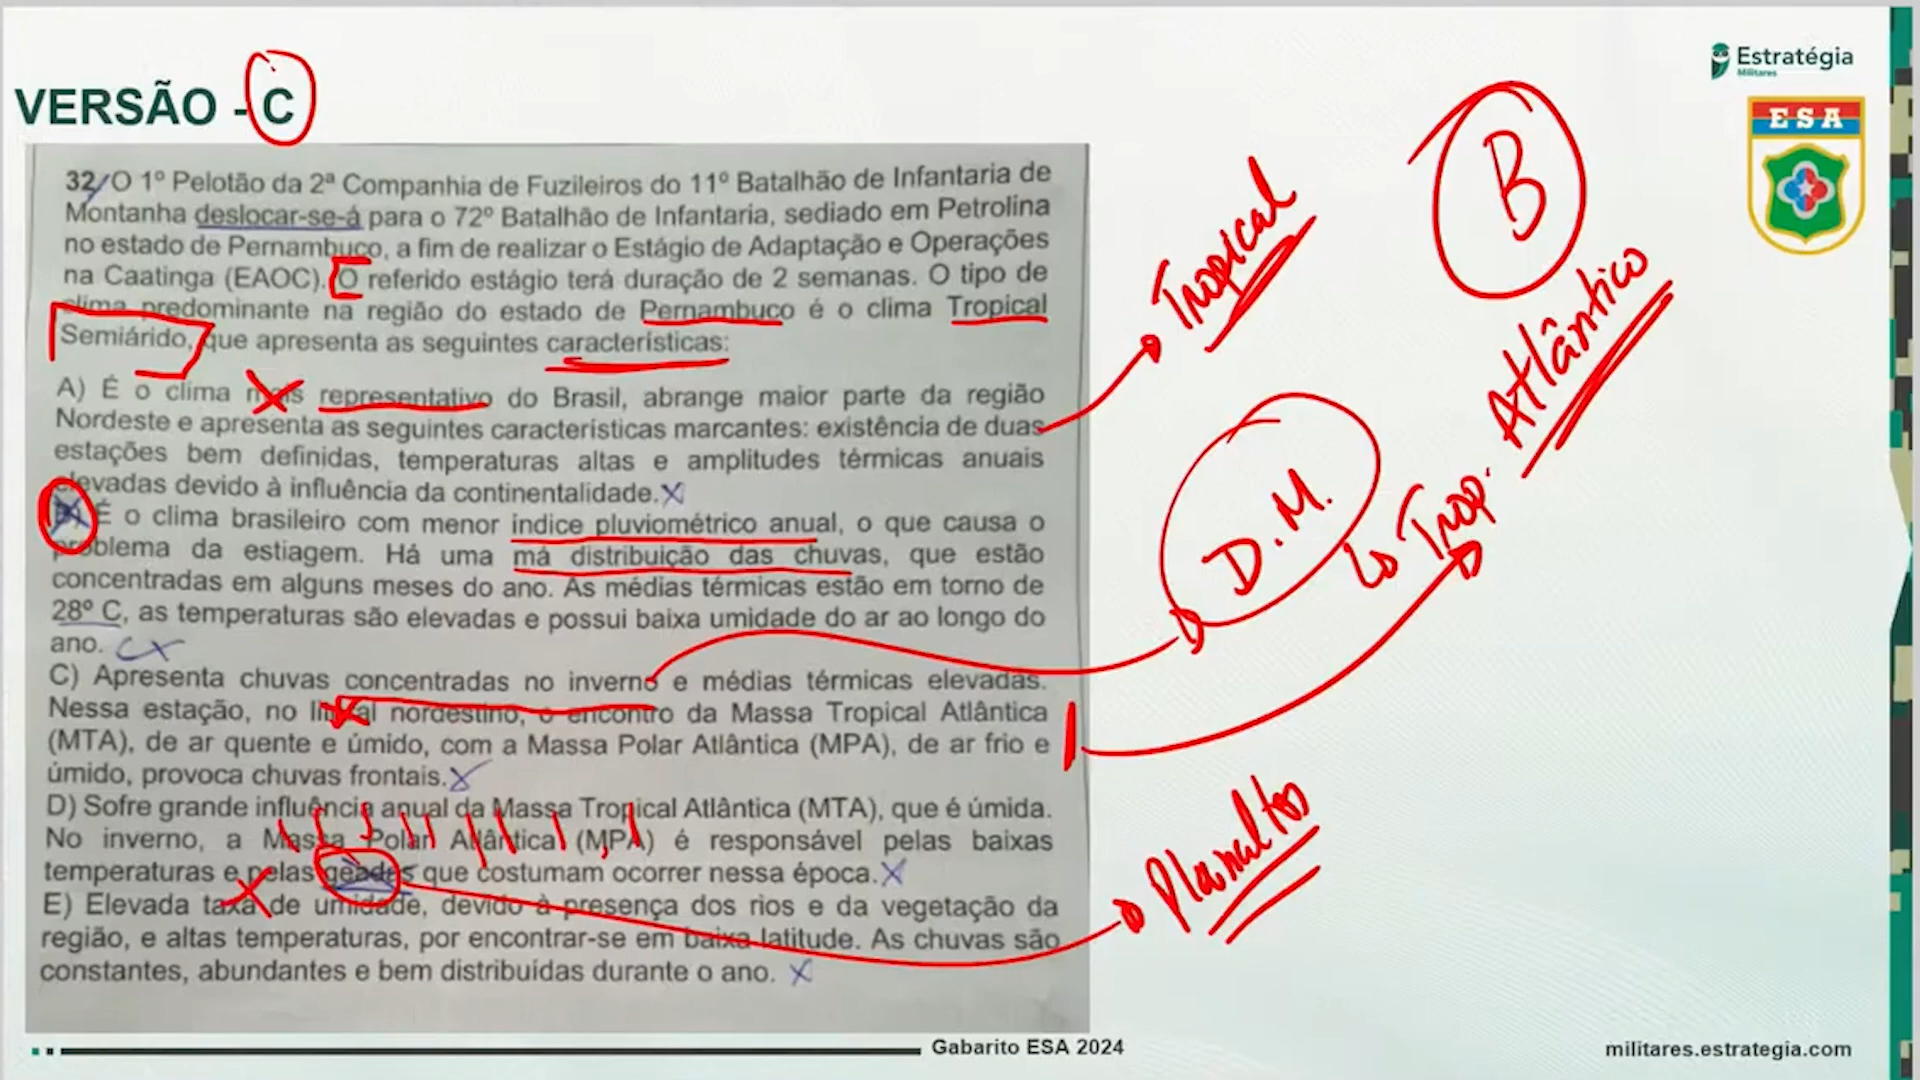 VERSÃO - C
Estratégia
Militares
ESA
32, O 1º Pelotão da 2ª Companhia de Fuzileiros do 11º Batalhão de Infantaria de
Montanha deslocar-se-á para o 72º Batalhão de Infantaria, sediado em Petrolina
no estado de Pernambuco, a fim de realizar o Estágio de Adaptação e Operações
na Caatinga (EAOC). O referido estágio terá duração de 2 semanas. O tipo de
clima predominante na região do estado de Pernambuco é o clima Tropical
Semiárido, que apresenta as seguintes características:
A) É o clima mais representativo do Brasil, abrange maior parte da região
Nordeste e apresenta as seguintes características marcantes: existência de duas
estações bem definidas, temperaturas altas e amplitudes térmicas anuais
elevadas devido à influência da continentalidade. X
B) É o clima brasileiro com menor índice pluviométrico anual, o que causa o
problema da estiagem. Há uma má distribuição das chuvas, que estão
concentradas em alguns meses do ano. As médias térmicas estão em torno de
28º C, as temperaturas são elevadas e possui baixa umidade do ar ao longo do
ano.
C) Apresenta chuvas concentradas no inverno e médias térmicas elevadas.
Nessa estação, no litoral nordestino, o encontro da Massa Tropical Atlântica
(MTA), de ar quente e úmido, com a Massa Polar Atlântica (MPA), de ar frio e
úmido, provoca chuvas frontais. X
D) Sofre grande influência anual da Massa Tropical Atlântica (MTA), que é úmida.
No inverno, a Massa Polar Atlântica (MPA) é responsável pelas baixas
temperaturas e pelas geadas que costumam ocorrer nessa época. X
E) Elevada taxa de umidade, devido à presença dos rios e da vegetação da
região, e altas temperaturas, por encontrar-se em baixa latitude. As chuvas são
constantes, abundantes e bem distribuídas durante o ano. X
Tropical
B
D.M.
Trop. Atlântico
Planaltos
Gabarito ESA 2024
militares.estrategia.com